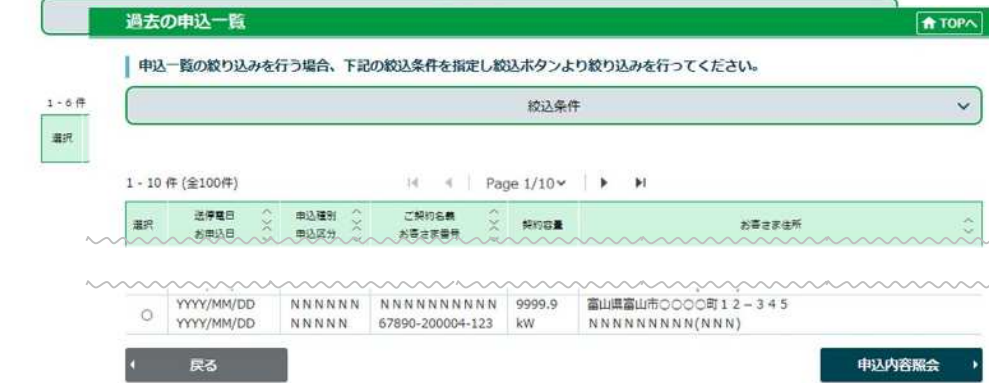 過去の申込一覧
TOPへ
申込一覧の絞り込みを行う場合、下記の絞込条件を指定し絞込ボタンより絞り込みを行ってください。
1 - 6 件
絞込条件
選択
1 - 10 件 (全100件)
Page 1/10
選択 送停電日 申込種別 ご契約名義 契約容量 お客さま住所
お申込日 申込区分 お客さま番号
YYYY/MM/DD NNNNNN NNNNNNNNNN 9999.9 富山県富山市○○○○町12-345
YYYY/MM/DD NNNNN 67890-200004-123 kW NNNNNNNNN(NNN)
戻る
申込内容照会